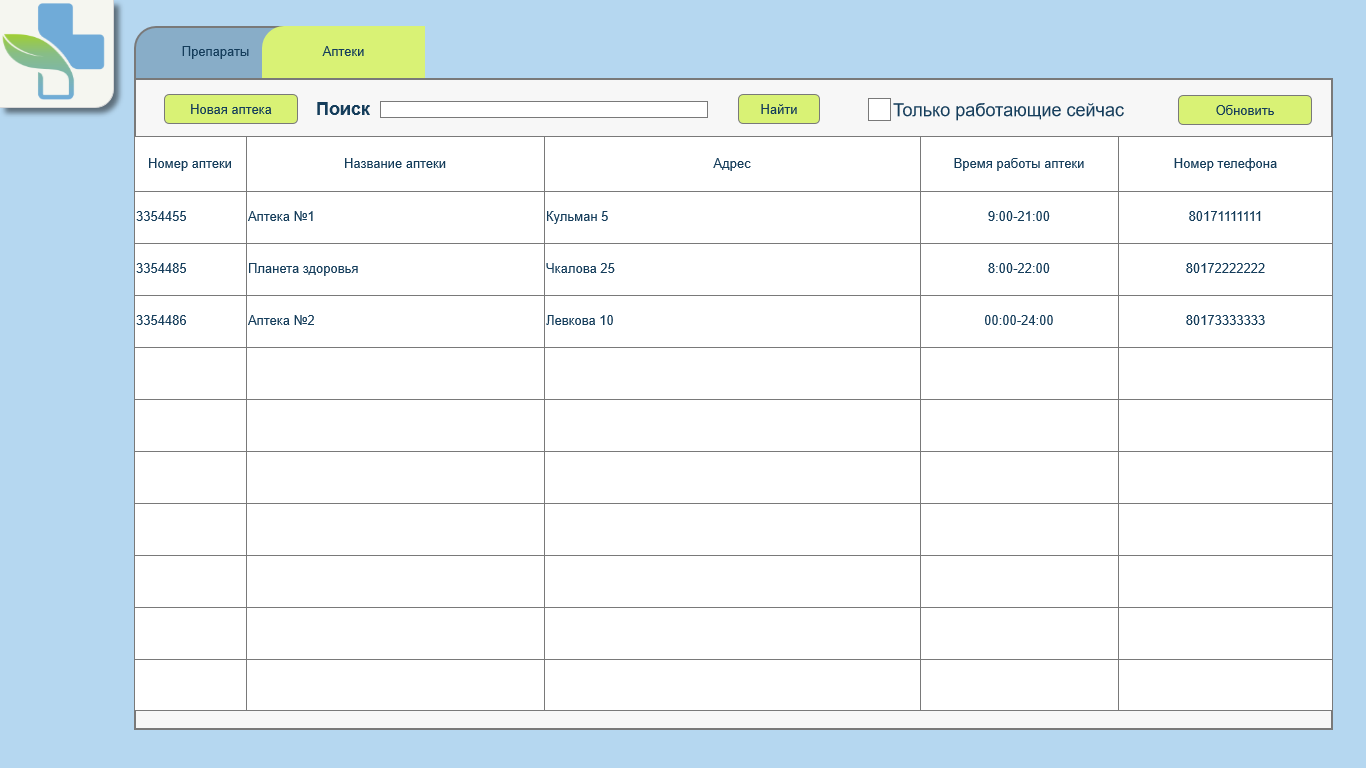 Препараты Аптеки
Новая аптека Поиск Найти Только работающие сейчас Обновить
Номер аптеки Название аптеки Адрес Время работы аптеки Номер телефона
3354455 Аптека №1 Кульман 5 9:00-21:00 80171111111
3354485 Планета здоровья Чкалова 25 8:00-22:00 80172222222
3354486 Аптека №2 Левкова 10 00:00-24:00 80173333333